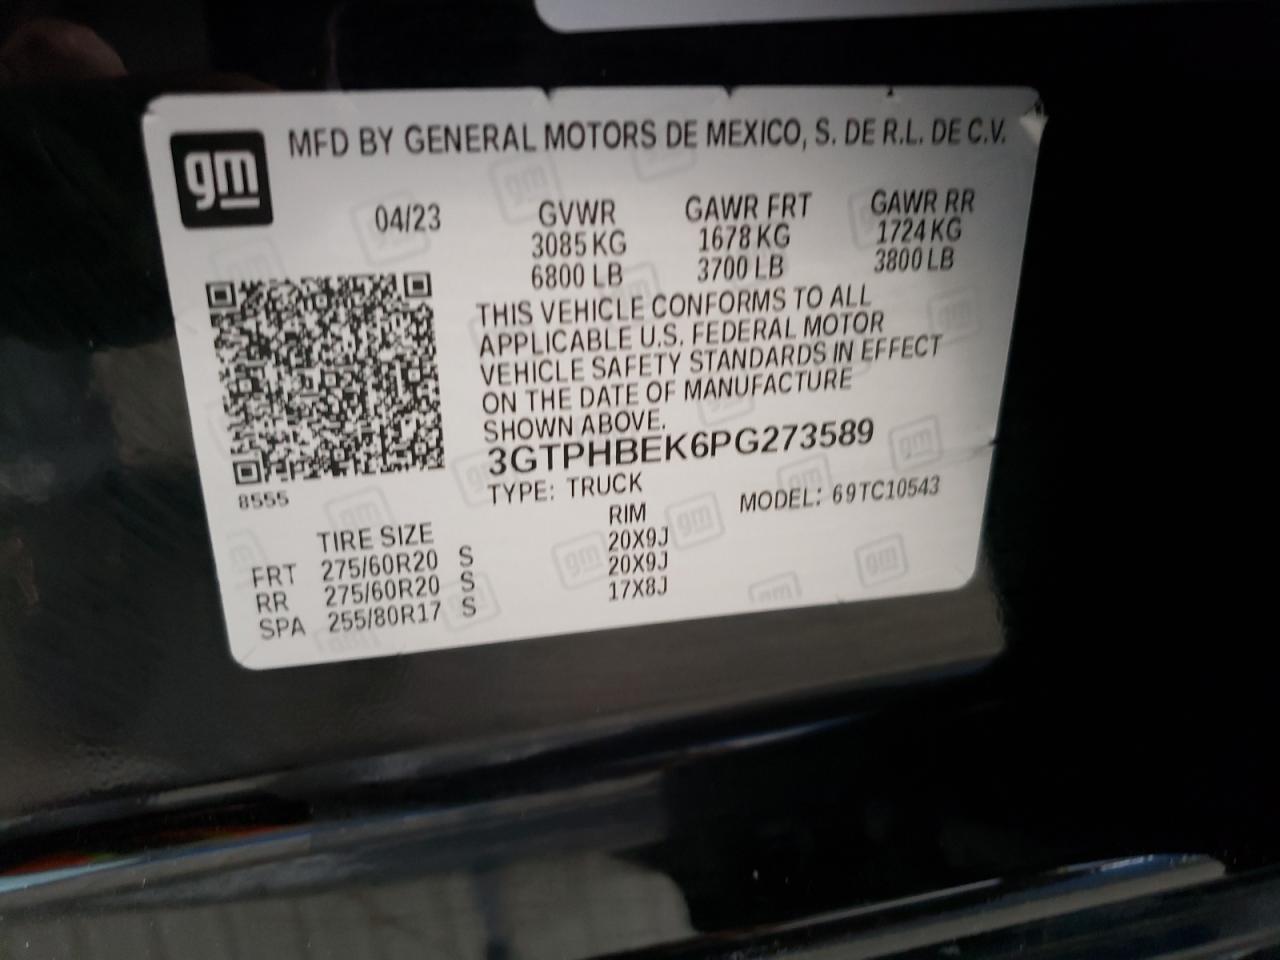 gm
MFD BY GENERAL MOTORS DE MEXICO, S. DE R.L. DE C.V.
04/23 GVWR GAWR FRT GAWR RR
3085 KG 1678 KG 1724 KG
6800 LB 3700 LB 3800 LB
THIS VEHICLE CONFORMS TO ALL
APPLICABLE U.S. FEDERAL MOTOR
VEHICLE SAFETY STANDARDS IN EFFECT
ON THE DATE OF MANUFACTURE
SHOWN ABOVE.
3GTPHBEK6PG273589
8555
TYPE: TRUCK MODEL: 69TC10543
TIRE SIZE RIM
FRT 275/60R20 S 20X9J
RR 275/60R20 S 20X9J
SPA 255/80R17 S 17X8J